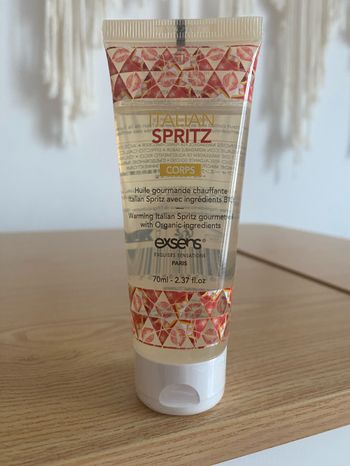 ITALIAN
SPRITZ
CORPS
Huile gourmande chauffante
Italian Spritz avec ingrédients BIO
Warming Italian Spritz gourmet
with Organic ingredients
exsens®
EXQUISES SENSATIONS
PARIS
70ml - 2.37 fl.oz